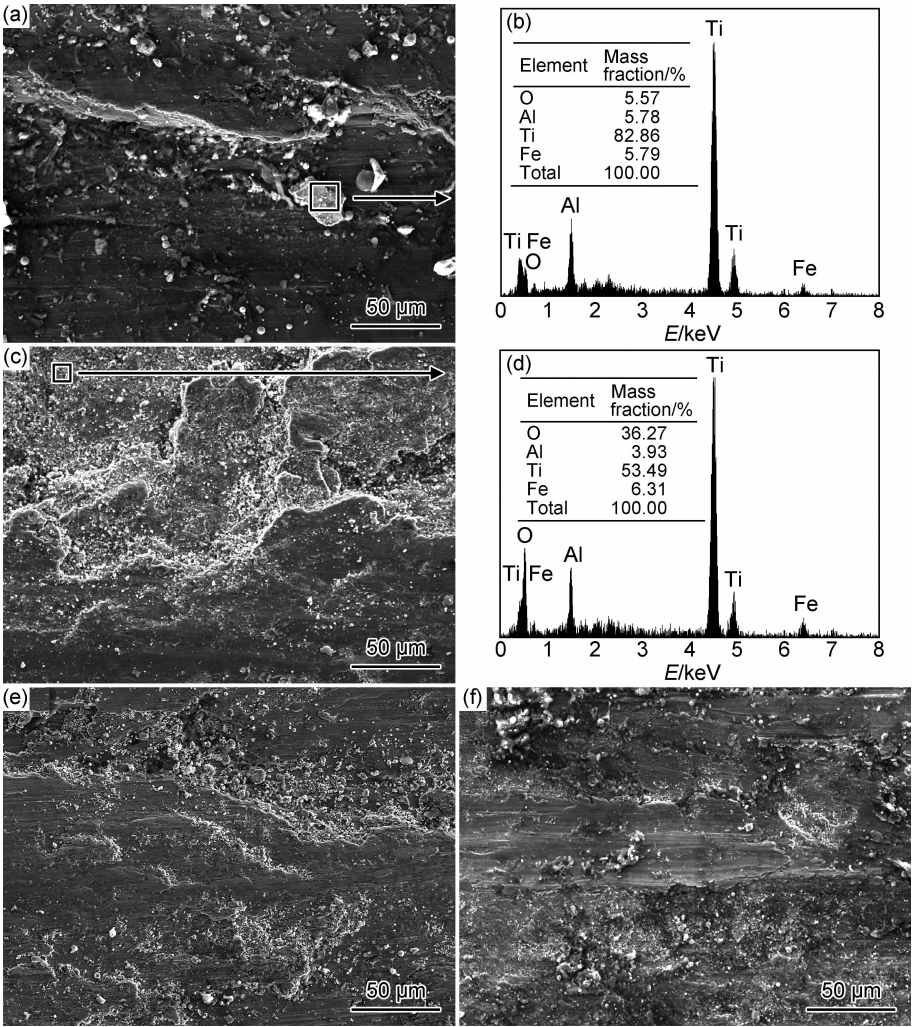 (a)
50 µm
(b)
Element Mass fraction/%
O 5.57
Al 5.78
Ti 82.86
Fe 5.79
Total 100.00
Ti
Al
Ti Fe
O
Ti
Fe
0 1 2 3 4 5 6 7 8
E/keV
(c)
50 µm
(d)
Element Mass fraction/%
O 36.27
Al 3.93
Ti 53.49
Fe 6.31
Total 100.00
Ti
O
Al
Ti Fe
Ti
Fe
0 1 2 3 4 5 6 7 8
E/keV
(e)
50 µm
(f)
50 µm